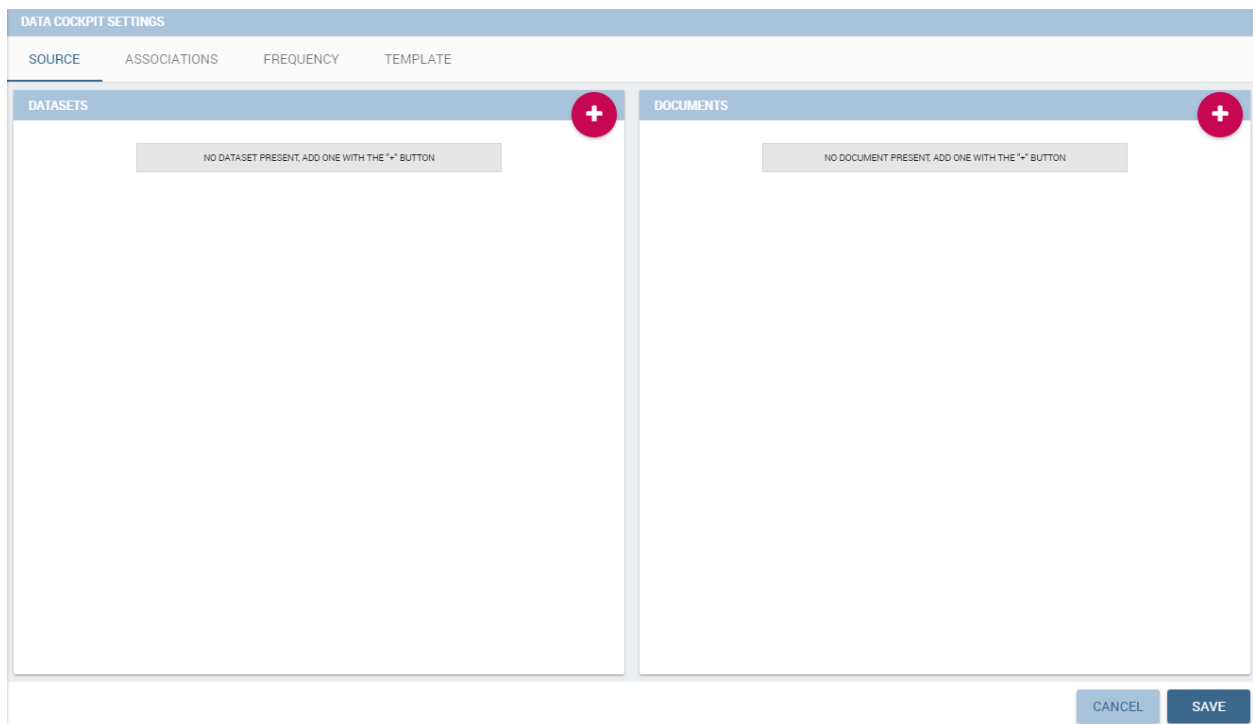 DATA COCKPIT SETTINGS
SOURCE ASSOCIATIONS FREQUENCY TEMPLATE
DATASETS
NO DATASET PRESENT, ADD ONE WITH THE "+" BUTTON
DOCUMENTS
NO DOCUMENT PRESENT, ADD ONE WITH THE "+" BUTTON
CANCEL SAVE